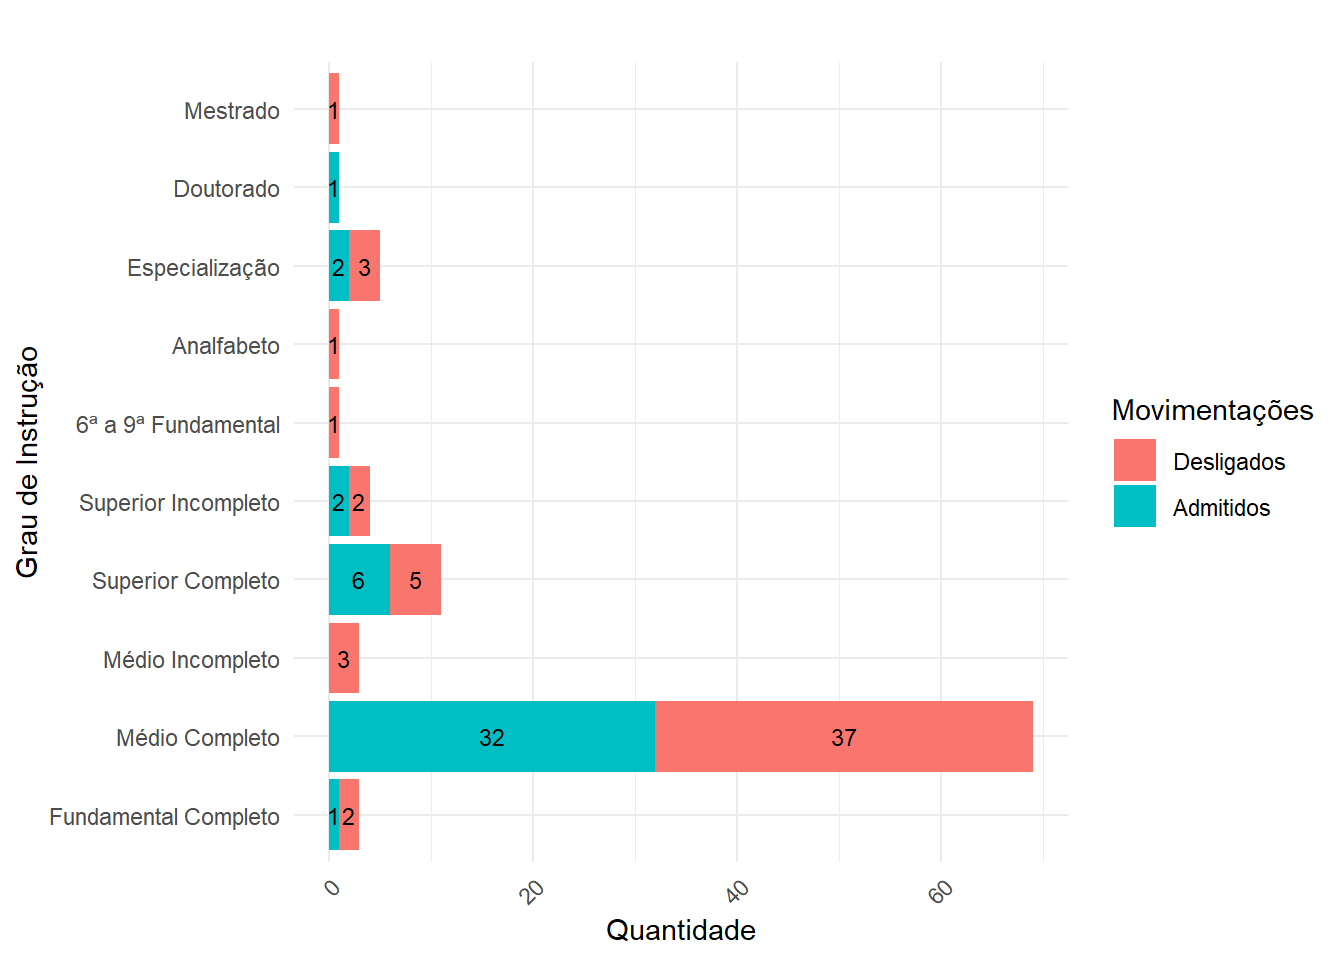 Mestrado
1
Doutorado
1
Especialização
2 3
Analfabeto
1
6ª a 9ª Fundamental
1
Superior Incompleto
2 2
Superior Completo
6 5
Médio Incompleto
3
Médio Completo
32 37
Fundamental Completo
1 2
0 20 40 60
Quantidade
Grau de Instrução
Movimentações
Desligados
Admitidos